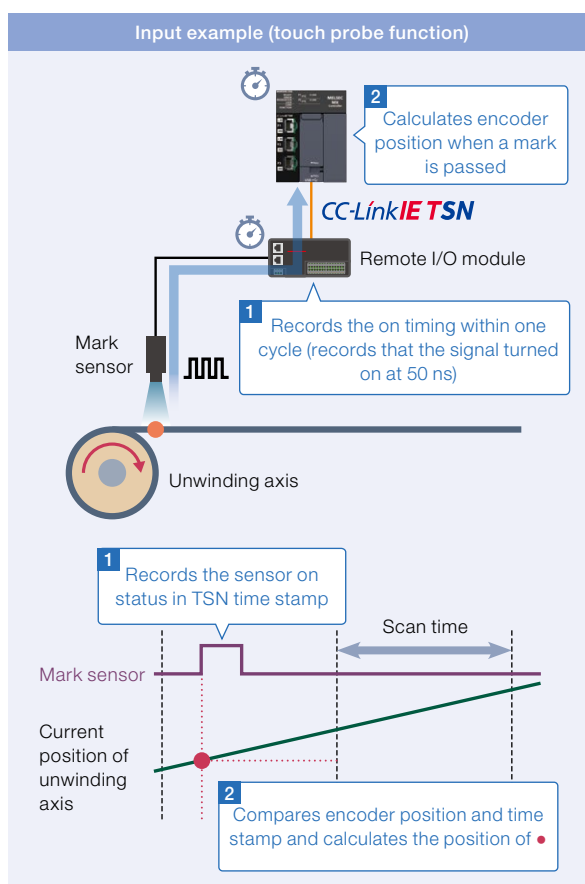 Input example (touch probe function)
2
Calculates encoder
position when a mark
is passed
CC-Link IE TSN
Remote I/O module
1
Records the on timing within one
cycle (records that the signal turned
on at 50 ns)
Mark
sensor
Unwinding axis
1
Records the sensor on
status in TSN time stamp
Scan time
Mark sensor
Current
position of
unwinding
axis
2
Compares encoder position and time
stamp and calculates the position of ●